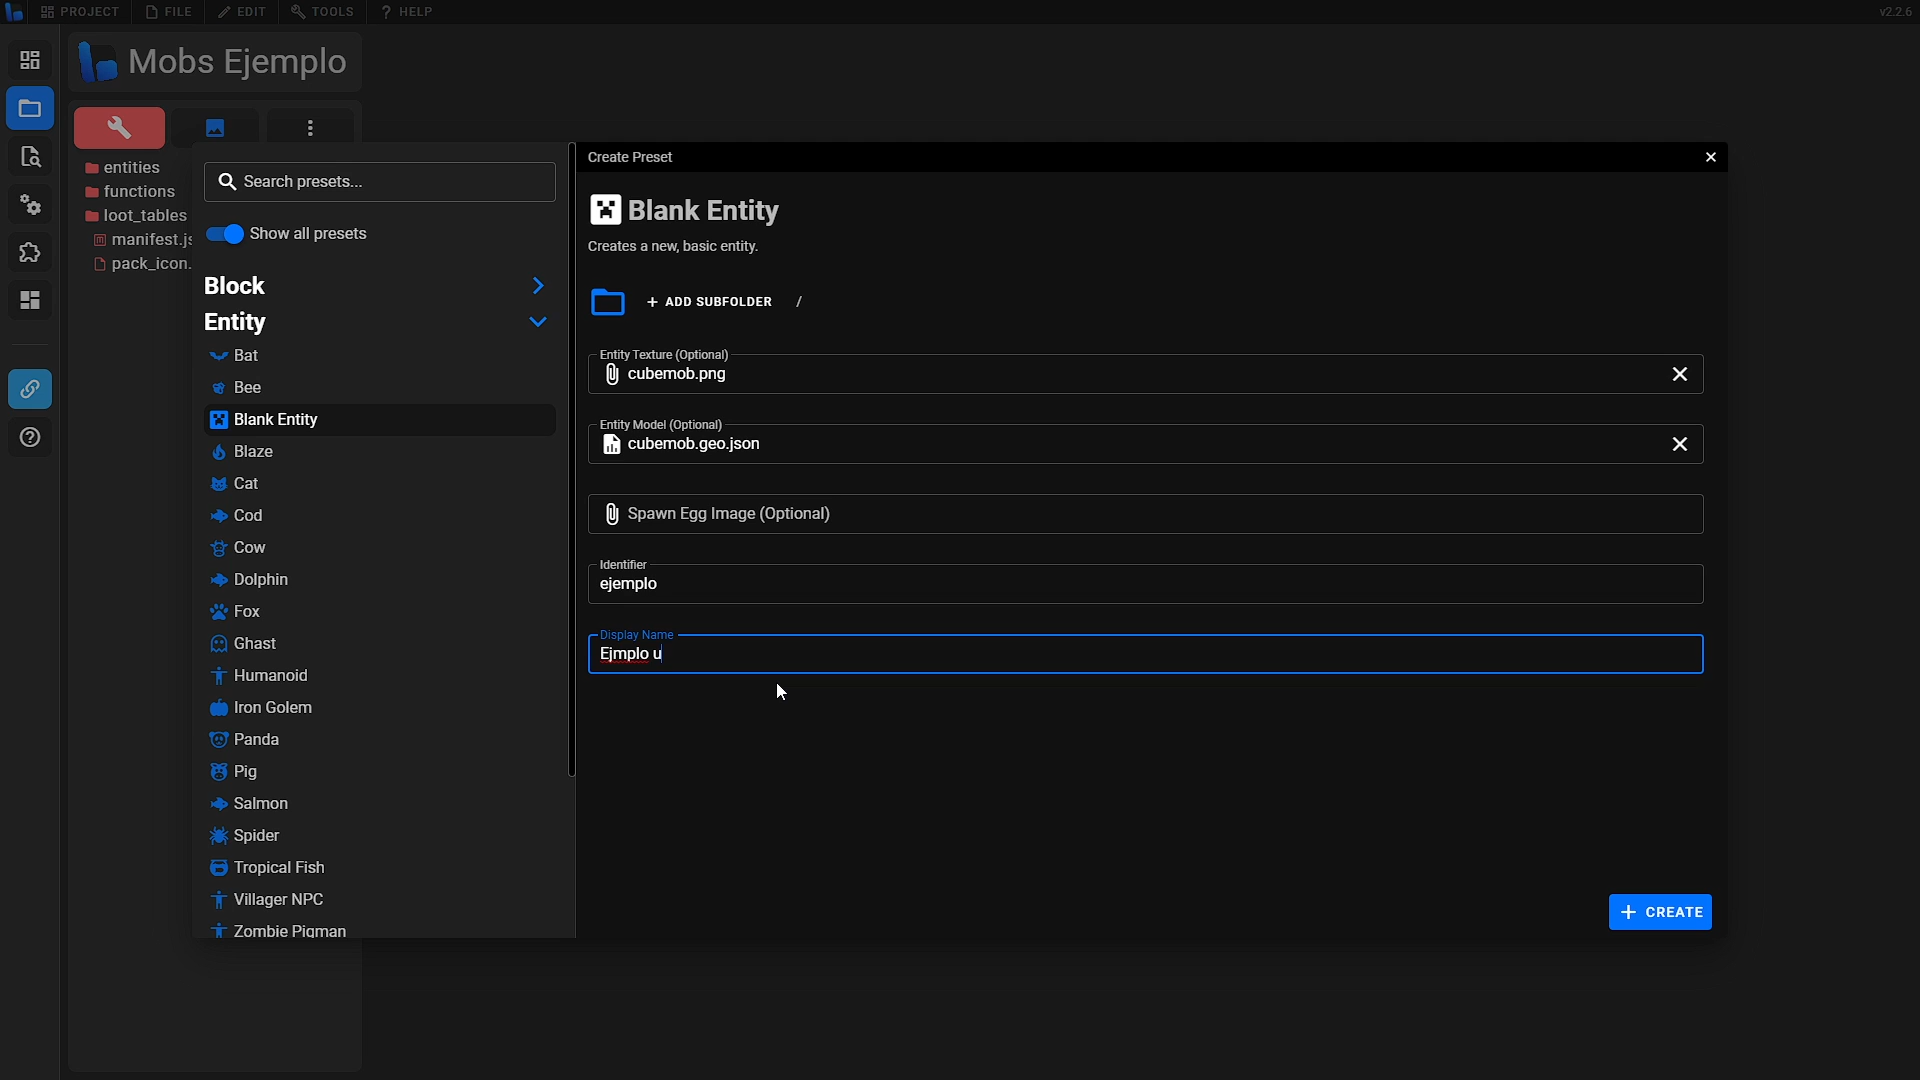 PROJECT FILE EDIT TOOLS ? HELP v2.2.6
Mobs Ejemplo
entities
functions
loot_tables
manifest.js
pack_icon.
Search presets...
Show all presets
Block
Entity
Bat
Bee
Blank Entity
Blaze
Cat
Cod
Cow
Dolphin
Fox
Ghast
Humanoid
Iron Golem
Panda
Pig
Salmon
Spider
Tropical Fish
Villager NPC
Zombie Pigman
Create Preset
Blank Entity
Creates a new, basic entity.
+ ADD SUBFOLDER /
Entity Texture (Optional)
cubemob.png
Entity Model (Optional)
cubemob.geo.json
Spawn Egg Image (Optional)
Identifier
ejemplo
Display Name
Ejmplo u
+ CREATE